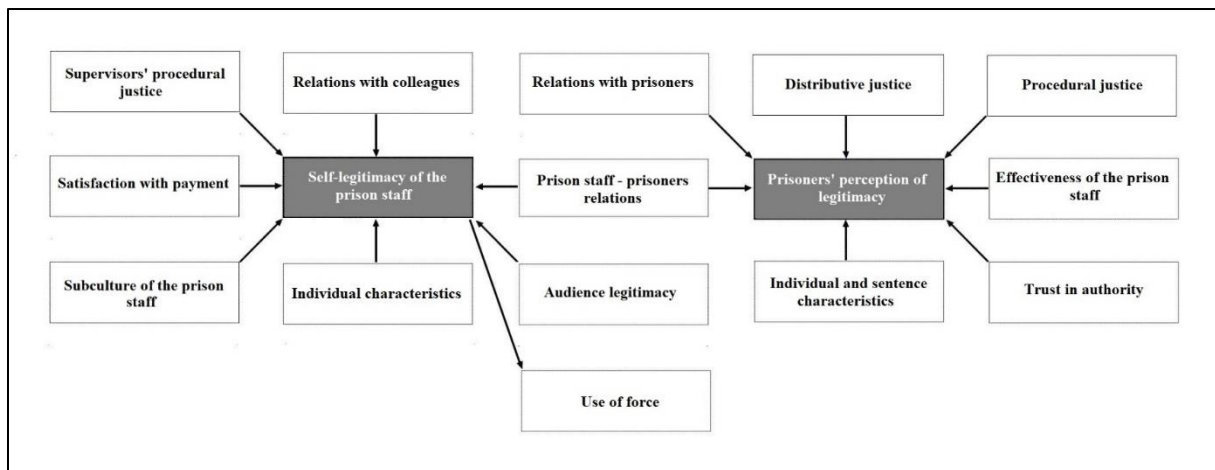 Supervisors' procedural
justice
Relations with colleagues
Relations with prisoners
Distributive justice
Procedural justice
Satisfaction with payment
Self-legitimacy of the
prison staff
Prison staff - prisoners
relations
Prisoners' perception of
legitimacy
Effectiveness of the prison
staff
Subculture of the prison
staff
Individual characteristics
Audience legitimacy
Individual and sentence
characteristics
Trust in authority
Use of force